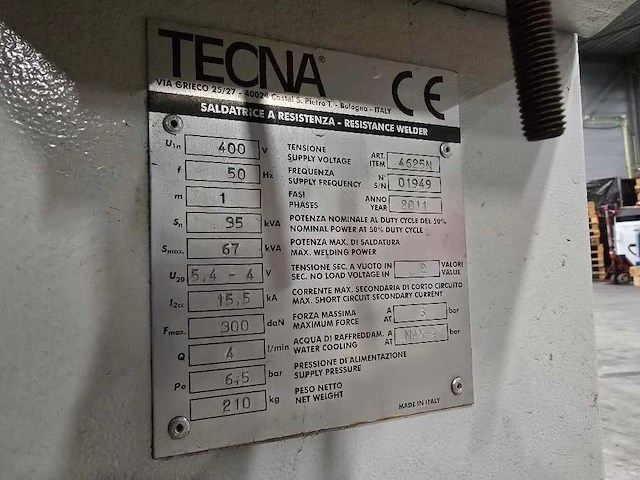 TECNA®
VIA GRIECO 25/27 - 40024 Castel S. Pietro T. - Bologna - ITALY
CE
SALDATRICE A RESISTENZA - RESISTANCE WELDER
U1n 400 V TENSIONE SUPPLY VOLTAGE ART. ITEM 4625N
f 50 Hz FREQUENZA SUPPLY FREQUENCY N° S/N 01949
m 1 FASI PHASES ANNO YEAR 2011
Sn 35 kVA POTENZA NOMINALE AL DUTY CYCLE DEL 50% NOMINAL POWER AT 50% DUTY CYCLE
Smax. 67 kVA POTENZA MAX. DI SALDATURA MAX. WELDING POWER
U20 5,4 - 4 V TENSIONE SEC. A VUOTO IN SEC. NO LOAD VOLTAGE IN VALORI VALUE
I2cc 15,5 kA CORRENTE MAX. SECONDARIA DI CORTO CIRCUITO MAX. SHORT CIRCUIT SECONDARY CURRENT
Fmax. 300 daN FORZA MASSIMA MAXIMUM FORCE A AT bar
Q 4 l/min ACQUA DI RAFFREDDAM. WATER COOLING A AT bar
pa 6,5 bar PRESSIONE DI ALIMENTAZIONE SUPPLY PRESSURE
210 kg PESO NETTO NET WEIGHT
MADE IN ITALY